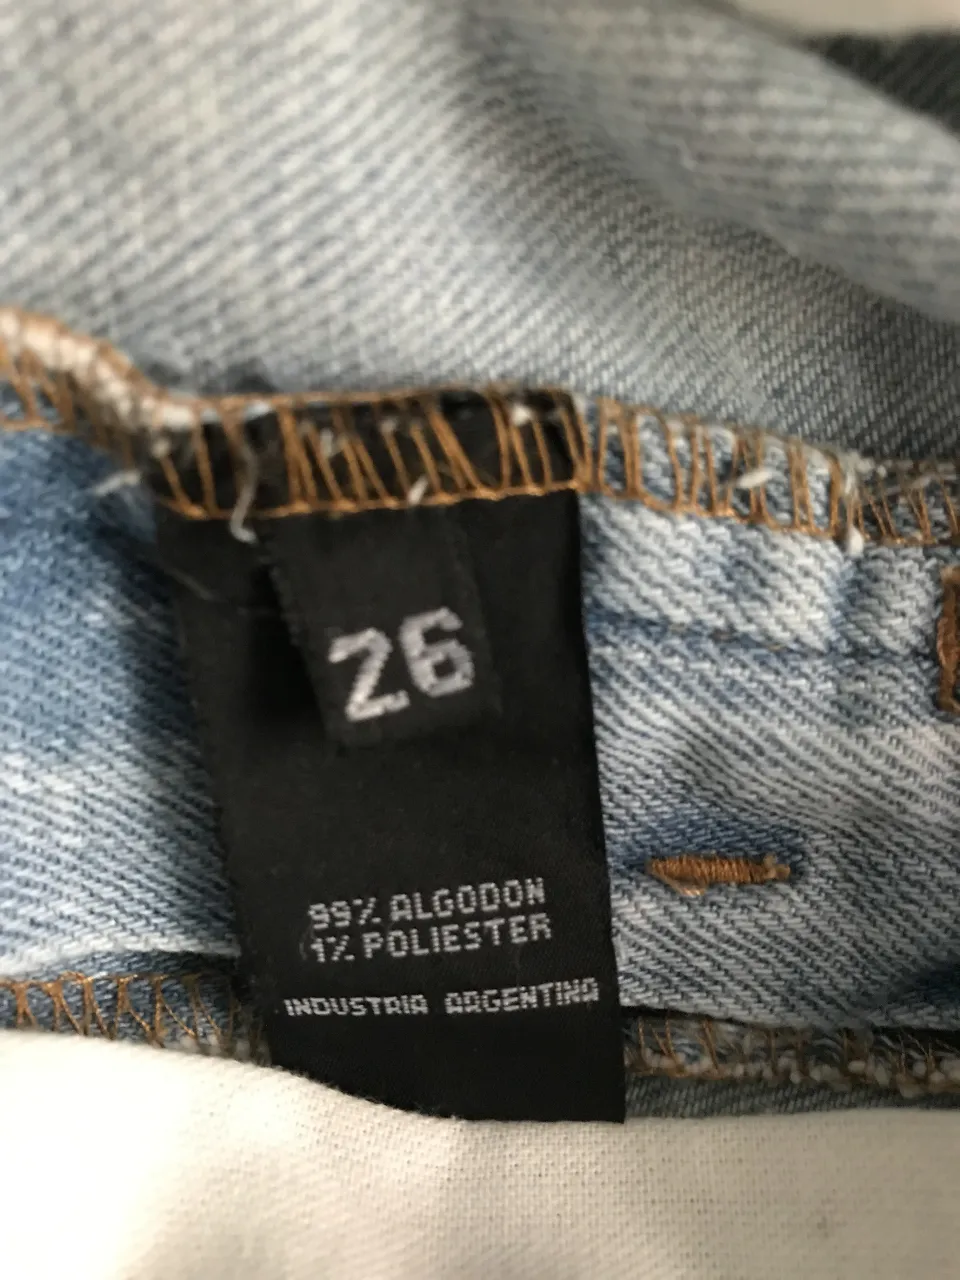 26
99% ALGODON
1% POLIESTER
INDUSTRIA ARGENTINA